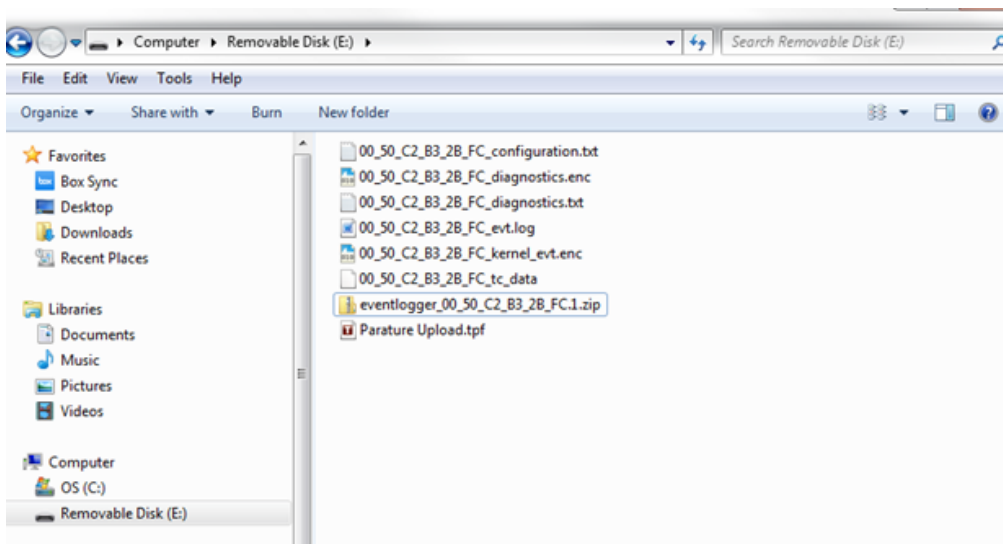 Computer ▸ Removable Disk (E:) ▸
Search Removable Disk (E:)
File Edit View Tools Help
Organize Share with Burn New folder
Favorites
Box Sync
Desktop
Downloads
Recent Places
Libraries
Documents
Music
Pictures
Videos
Computer
OS (C:)
Removable Disk (E:)
00_50_C2_B3_2B_FC_configuration.txt
00_50_C2_B3_2B_FC_diagnostics.enc
00_50_C2_B3_2B_FC_diagnostics.txt
00_50_C2_B3_2B_FC_evt.log
00_50_C2_B3_2B_FC_kernel_evt.enc
00_50_C2_B3_2B_FC_tc_data
eventlogger_00_50_C2_B3_2B_FC.1.zip
Parature Upload.tpf